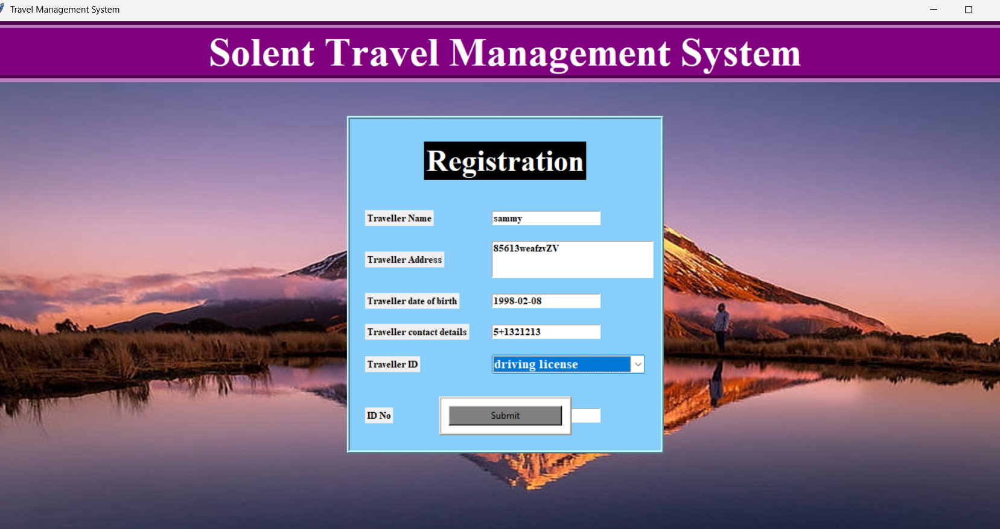 Travel Management System
Solent Travel Management System
Registration
Traveller Name
sammy
Traveller Address
85613weafzvZV
Traveller date of birth
1998-02-08
Traveller contact details
5+1321213
Traveller ID
driving license
ID No
Submit